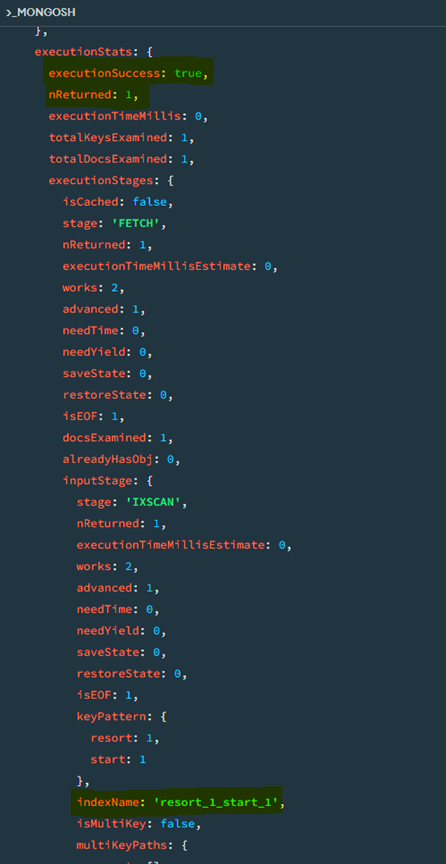 >_MONGOSH
},
executionStats: {
executionSuccess: true,
nReturned: 1,
executionTimeMillis: 0,
totalKeysExamined: 1,
totalDocsExamined: 1,
executionStages: {
isCached: false,
stage: 'FETCH',
nReturned: 1,
executionTimeMillisEstimate: 0,
works: 2,
advanced: 1,
needTime: 0,
needYield: 0,
saveState: 0,
restoreState: 0,
isEOF: 1,
docsExamined: 1,
alreadyHasObj: 0,
inputStage: {
stage: 'IXSCAN',
nReturned: 1,
executionTimeMillisEstimate: 0,
works: 2,
advanced: 1,
needTime: 0,
needYield: 0,
saveState: 0,
restoreState: 0,
isEOF: 1,
keyPattern: {
resort: 1,
start: 1
},
indexName: 'resort_1_start_1',
isMultiKey: false,
multiKeyPaths: {